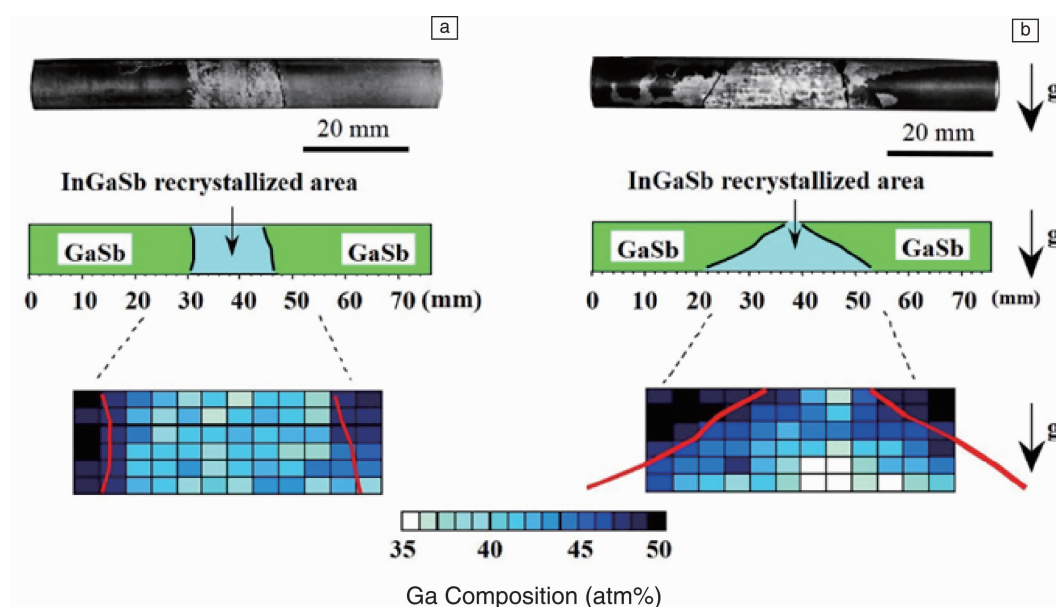 a
b
g
20 mm
20 mm
InGaSb recrystallized area
InGaSb recrystallized area
g
GaSb
GaSb
GaSb
GaSb
0 10 20 30 40 50 60 70 (mm)
0 10 20 30 40 50 60 70 (mm)
g
35 40 45 50
Ga Composition (atm%)